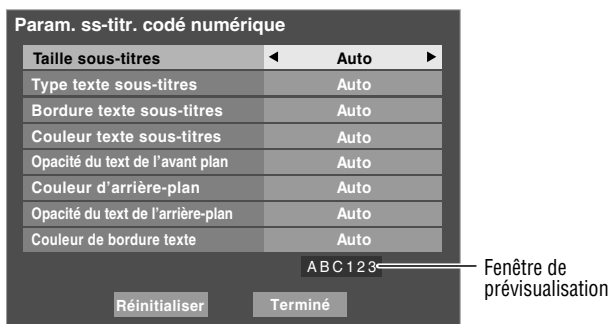 Param. ss-titr. codé numérique
Taille sous-titres Auto
Type texte sous-titres Auto
Bordure texte sous-titres Auto
Couleur texte sous-titres Auto
Opacité du text de l'avant plan Auto
Couleur d'arrière-plan Auto
Opacité du text de l'arrière-plan Auto
Couleur de bordure texte Auto
ABC123
Fenêtre de
prévisualisation
Réinitialiser Terminé